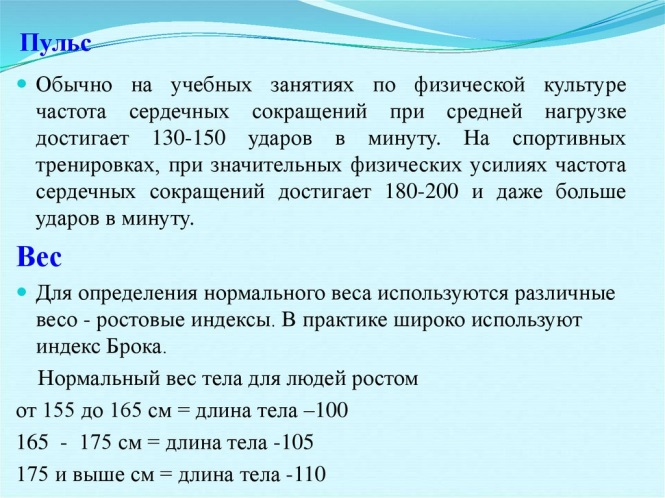 Пульс
Обычно на учебных занятиях по физической культуре
частота сердечных сокращений при средней нагрузке
достигает 130-150 ударов в минуту. На спортивных
тренировках, при значительных физических усилиях частота
сердечных сокращений достигает 180-200 и даже больше
ударов в минуту.
Вес
Для определения нормального веса используются различные
весо - ростовые индексы. В практике широко используют
индекс Брока.
Нормальный вес тела для людей ростом
от 155 до 165 см = длина тела –100
165 - 175 см = длина тела -105
175 и выше см = длина тела -110